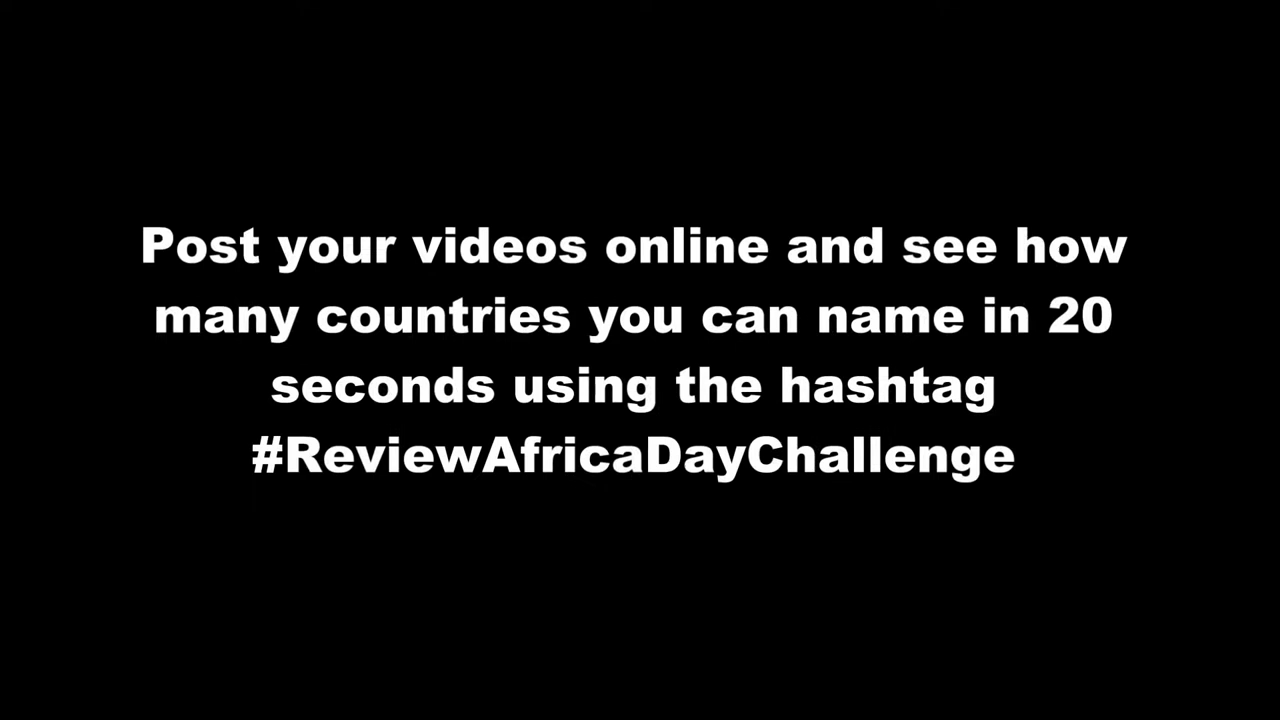 Post your videos online and see how
many countries you can name in 20
seconds using the hashtag
#ReviewAfricaDayChallenge